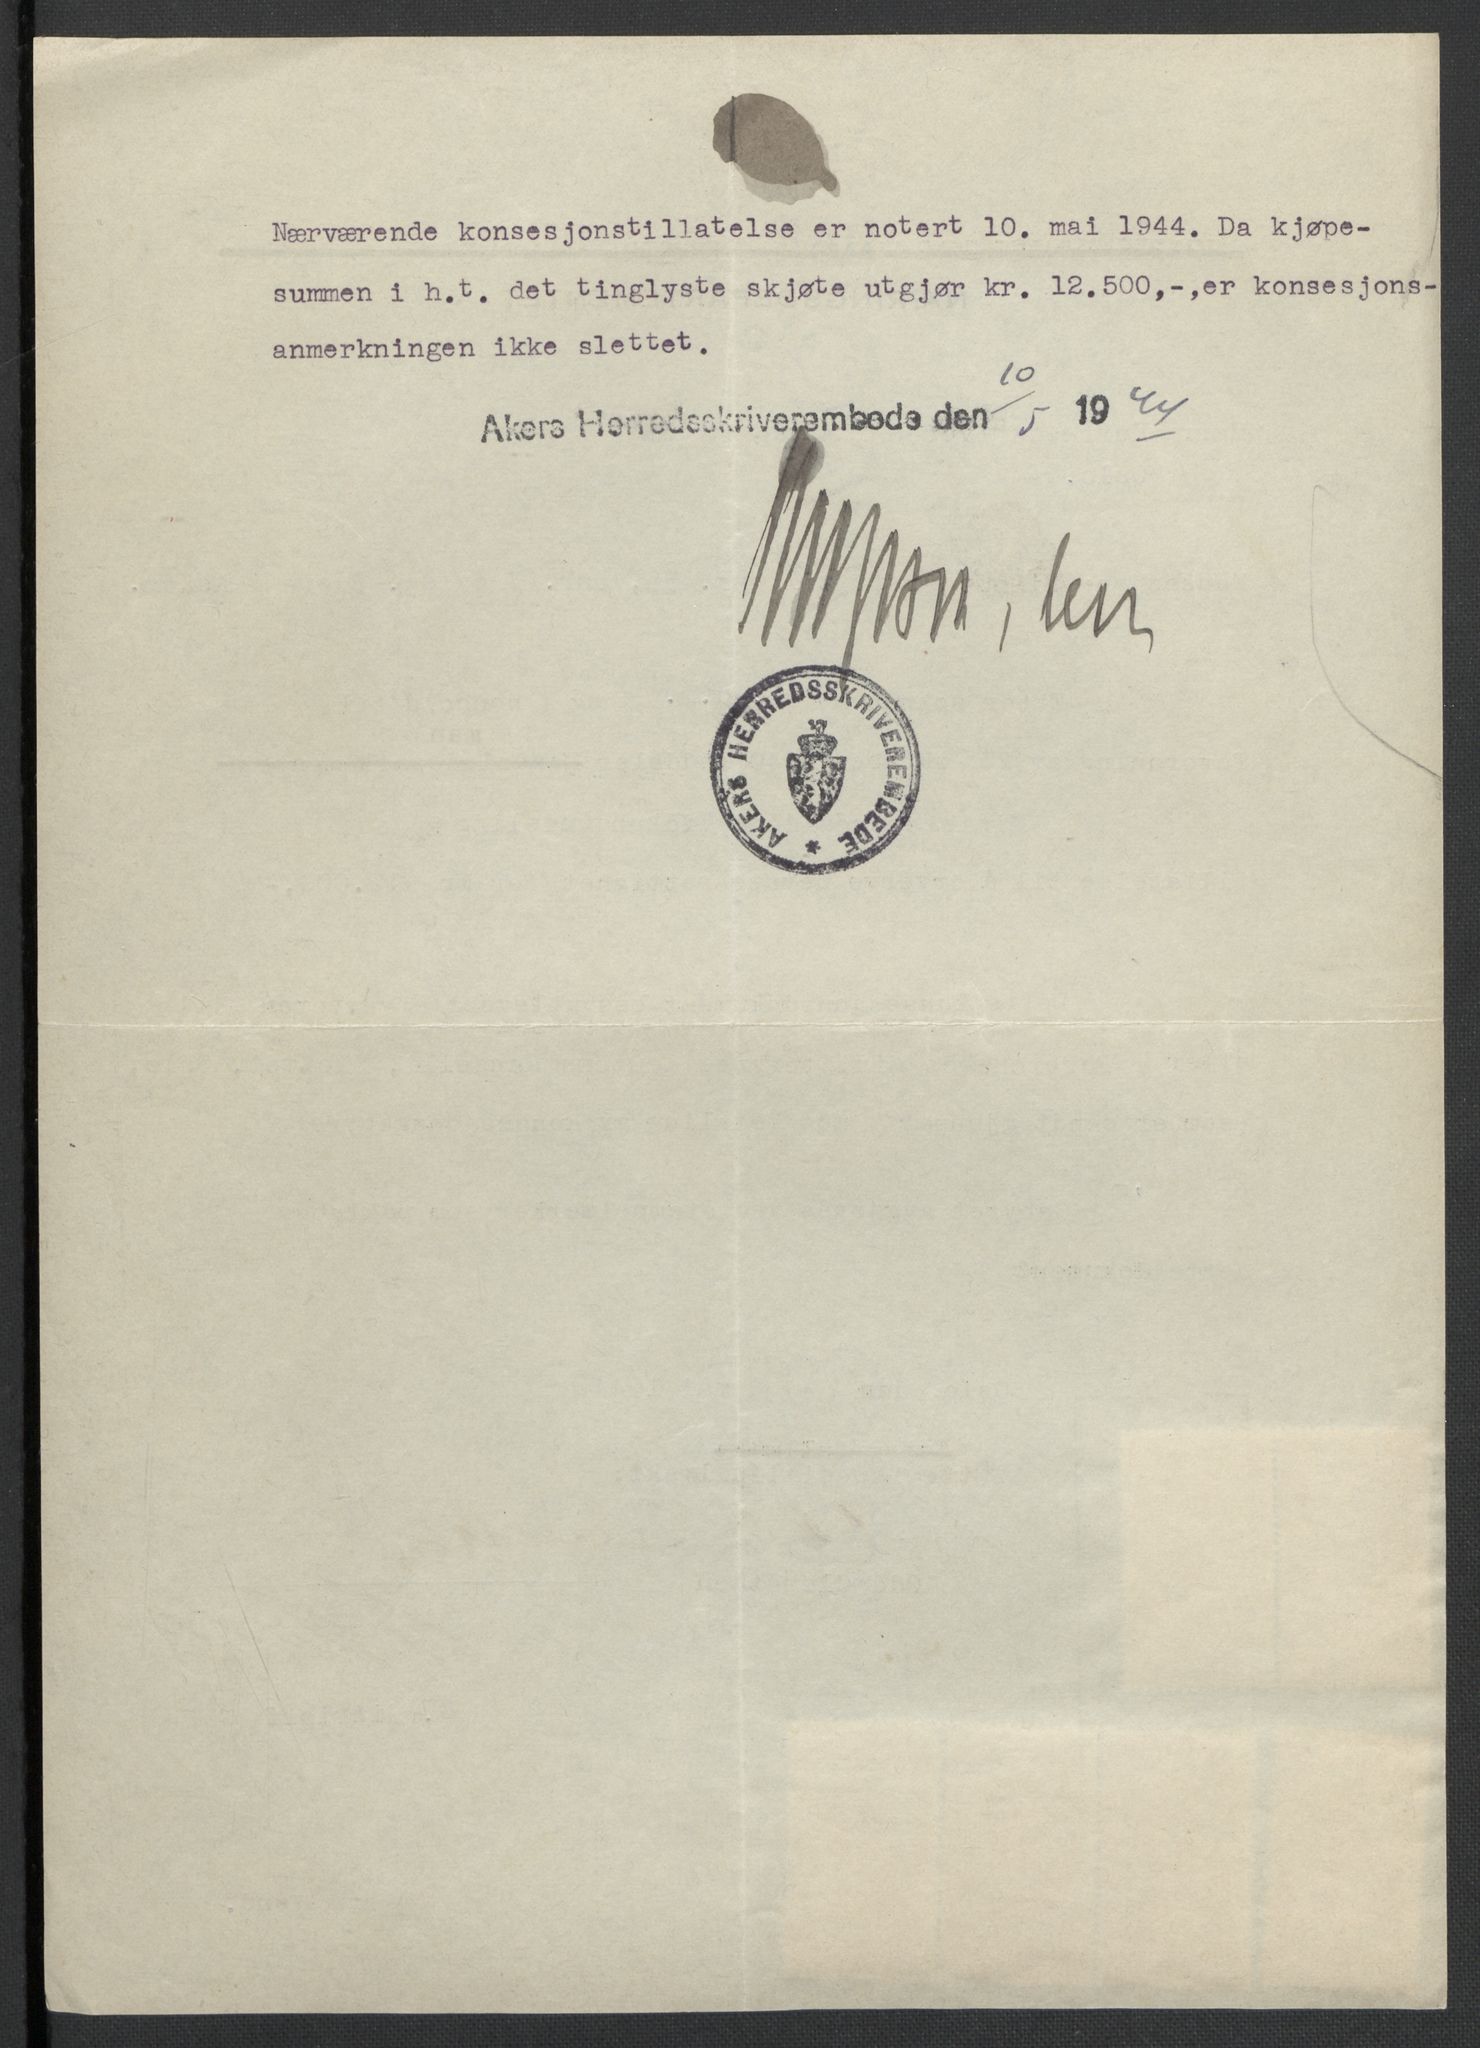 Nærværende konsesjonstillatelse er notert 10. mai 1944. Da kjøpe-
summen i h.t. det tinglyste skjøte utgjør kr. 12.500,-,er konsesjons-
anmerkningen ikke slettet.
Akers Herredsskriverembede den 10/5 1944
AKERS HERREDSSKRIVEREMBEDE *